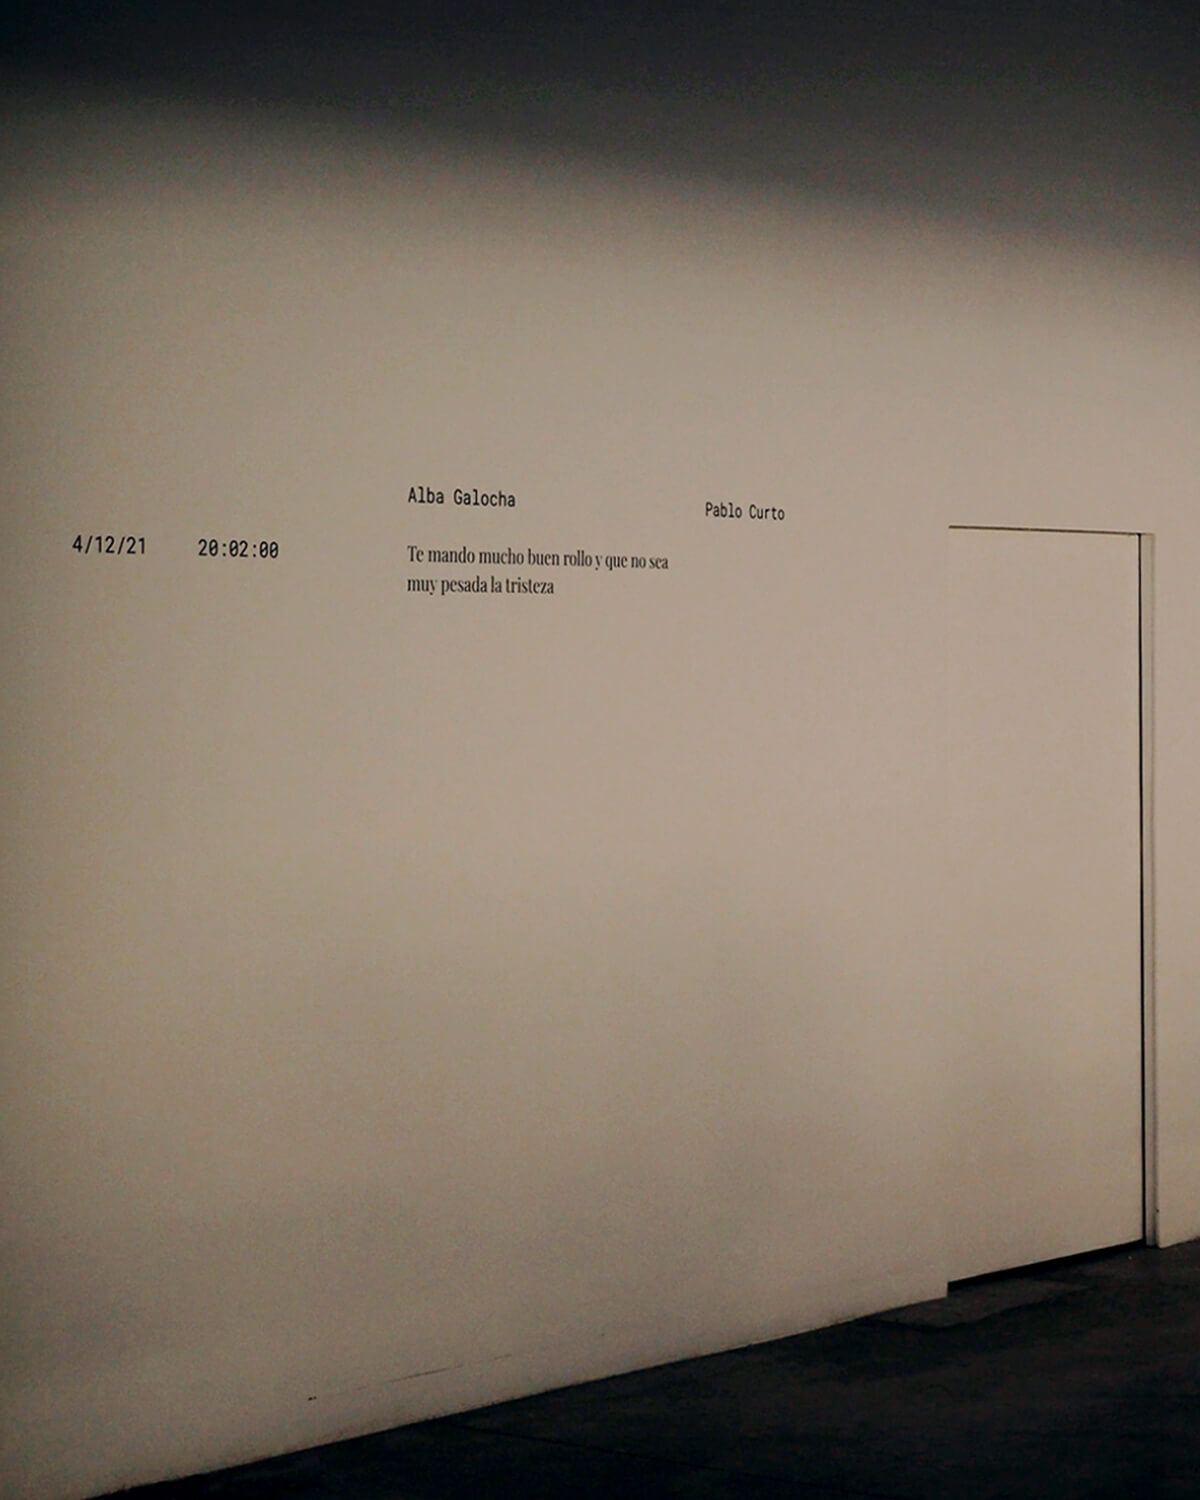 4/12/21 20:02:00
Alba Galocha
Te mando mucho buen rollo y que no sea
muy pesada la tristeza
Pablo Curto